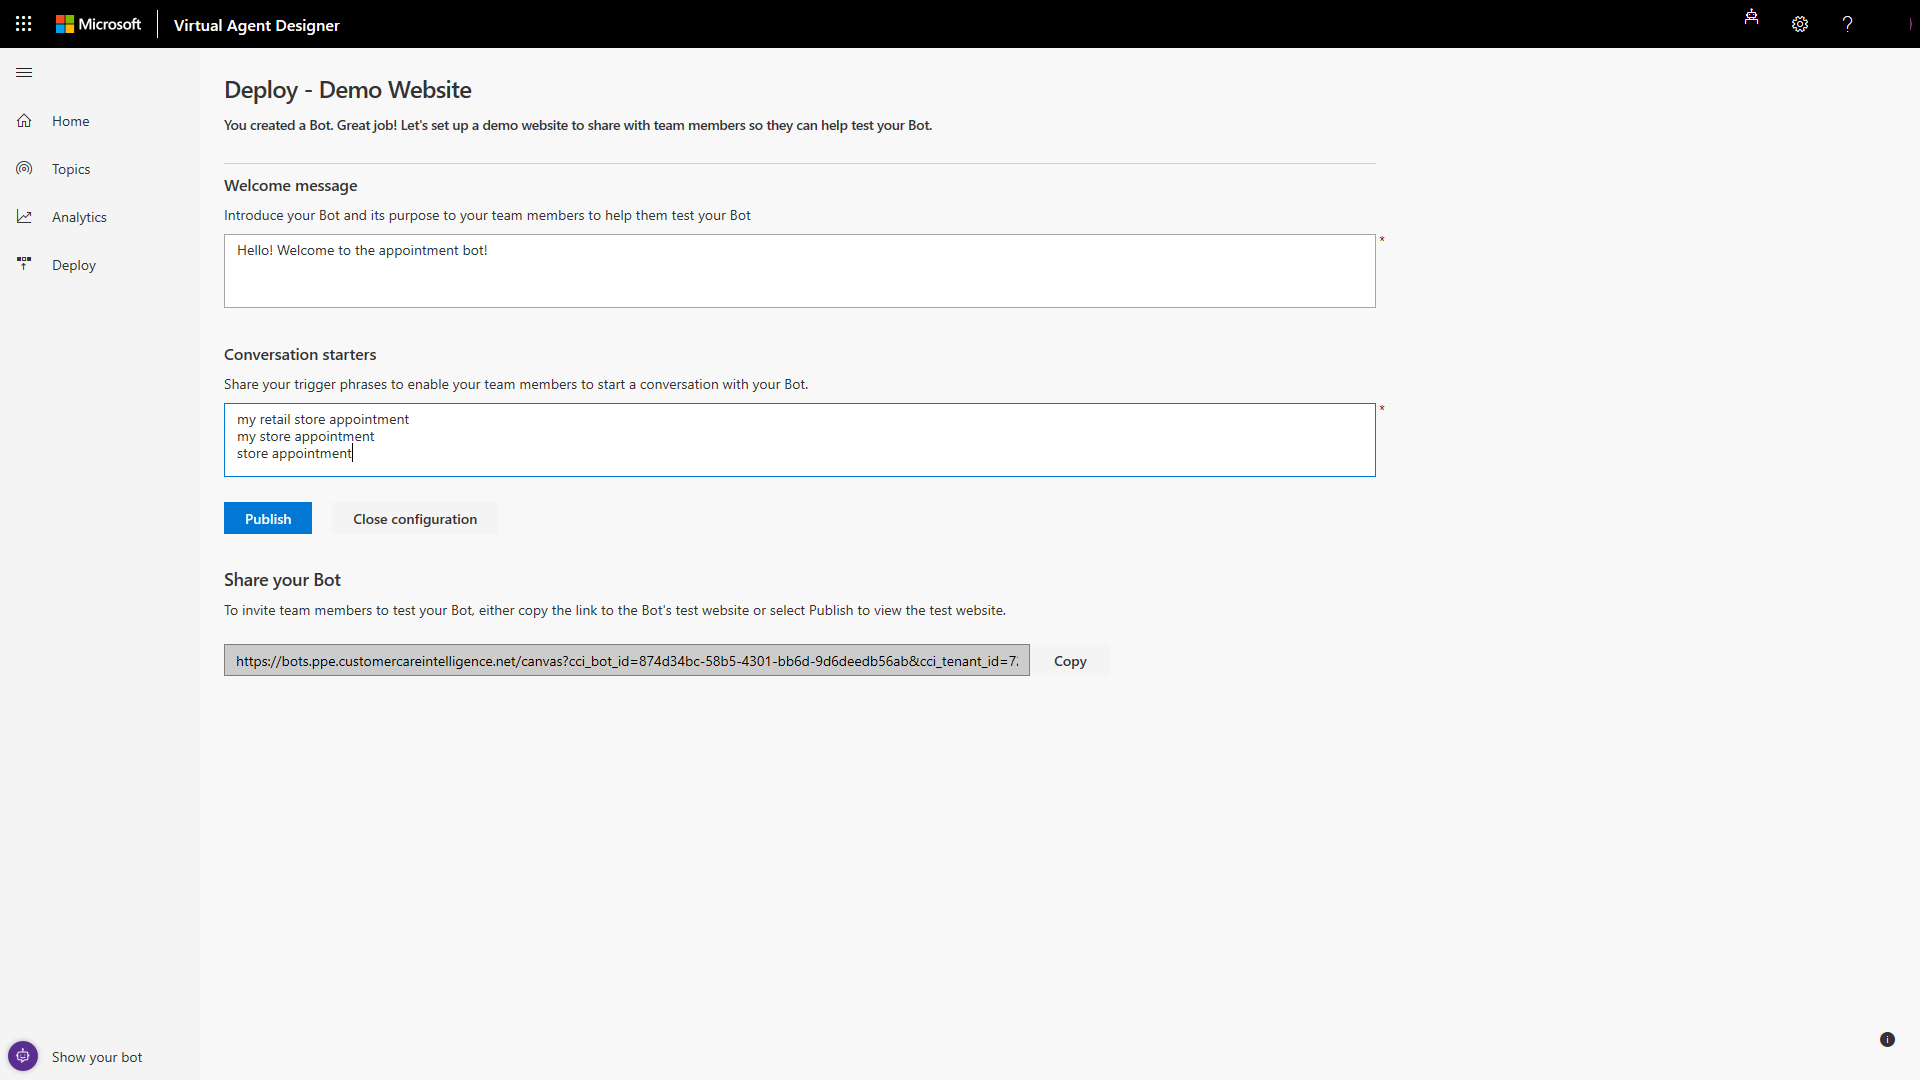 Microsoft
Virtual Agent Designer
Home
Topics
Analytics
Deploy
Deploy - Demo Website
You created a Bot. Great job! Let's set up a demo website to share with team members so they can help test your Bot.
Welcome message
Introduce your Bot and its purpose to your team members to help them test your Bot
Hello! Welcome to the appointment bot!
*
Conversation starters
Share your trigger phrases to enable your team members to start a conversation with your Bot.
my retail store appointment
my store appointment
store appointment
*
Publish
Close configuration
Share your Bot
To invite team members to test your Bot, either copy the link to the Bot's test website or select Publish to view the test website.
https://bots.ppe.customercareintelligence.net/canvas?cci_bot_id=874d34bc-58b5-4301-bb6d-9d6deedb56ab&cci_tenant_id=7
Copy
Show your bot